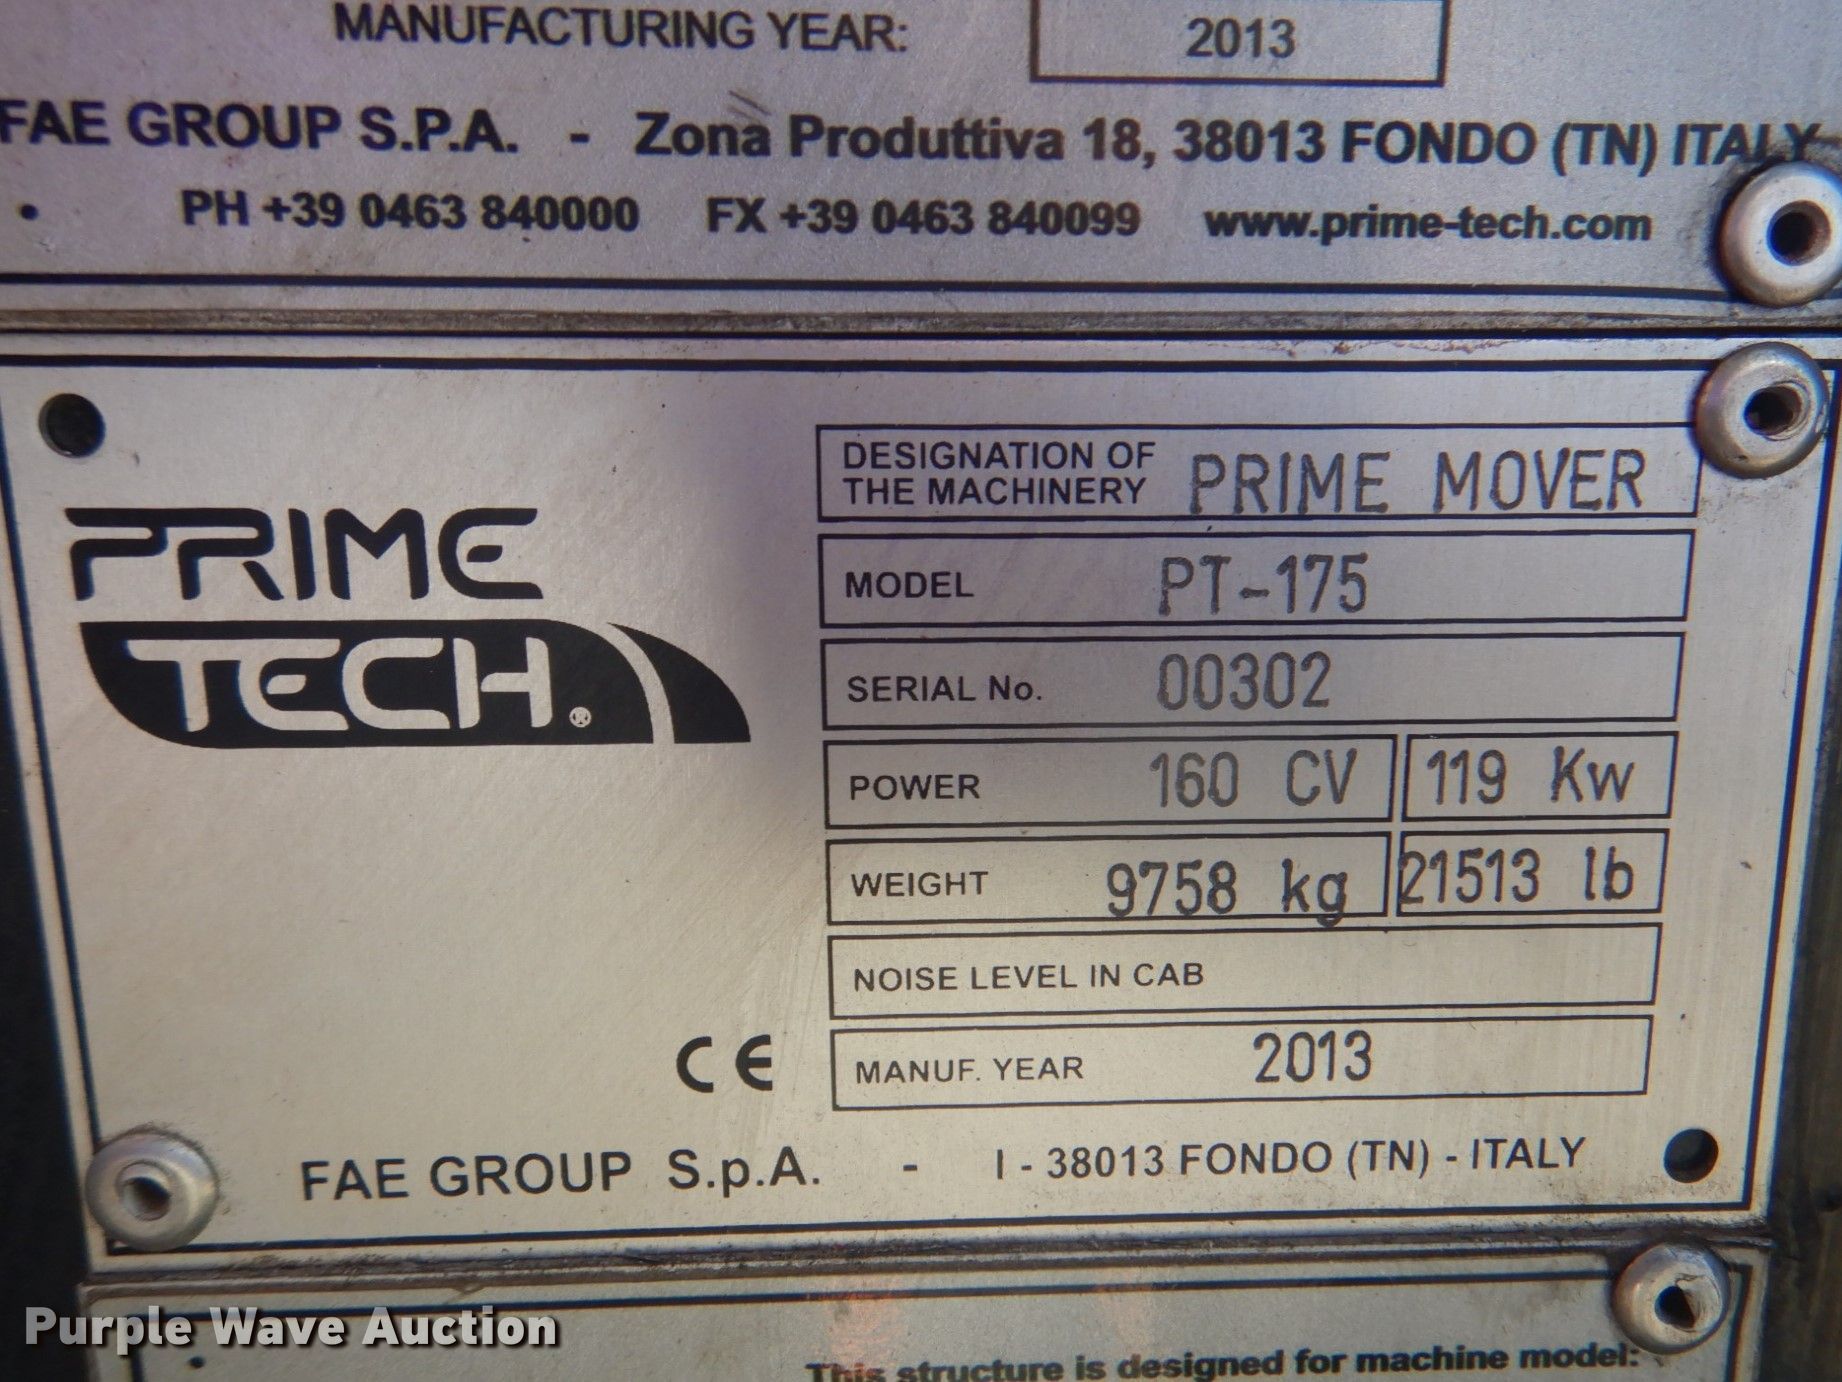 MANUFACTURING YEAR: 2013
FAE GROUP S.P.A. - Zona Produttiva 18, 38013 FONDO (TN) ITALY
PH +39 0463 840000 FX +39 0463 840099 www.prime-tech.com
PRIME
TECH®
DESIGNATION OF
THE MACHINERY PRIME MOVER
MODEL PT-175
SERIAL No. 00302
POWER 160 CV 119 Kw
WEIGHT 9758 kg 21513 lb
NOISE LEVEL IN CAB
CE
MANUF. YEAR 2013
FAE GROUP S.p.A. - I - 38013 FONDO (TN) - ITALY
Purple Wave Auction
This structure is designed for machine model: